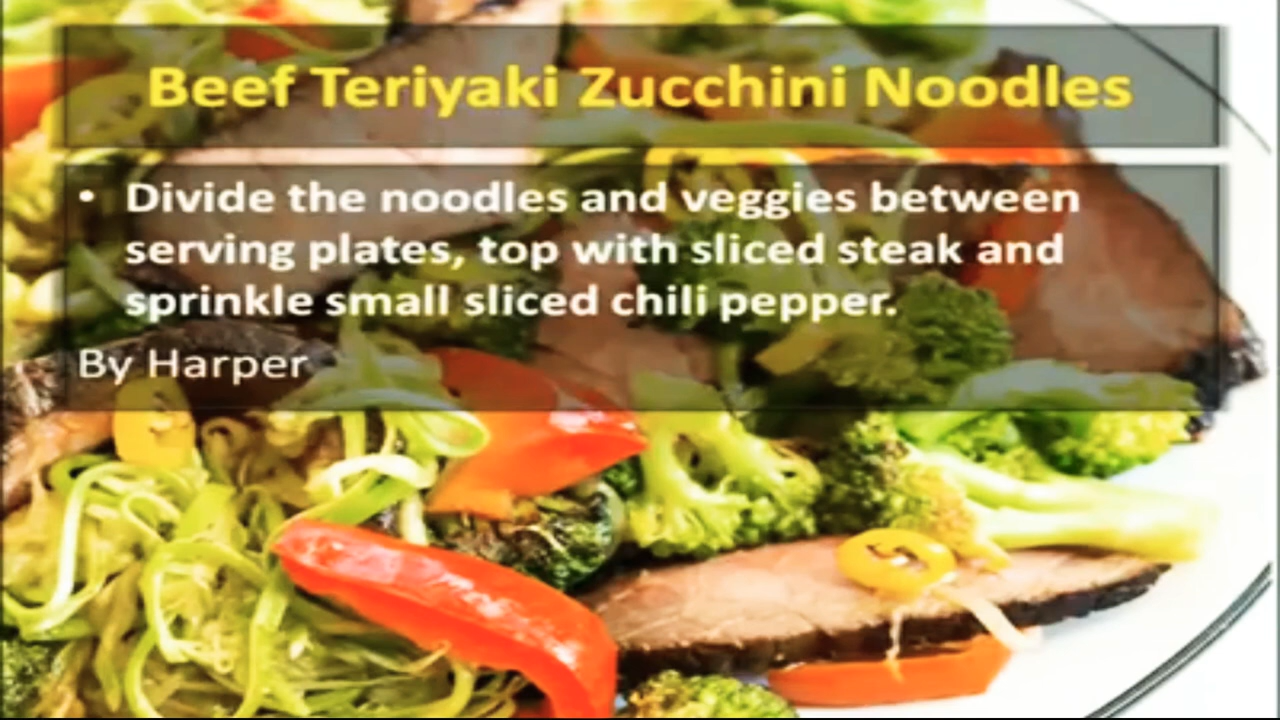 Beef Teriyaki Zucchini Noodles
• Divide the noodles and veggies between
serving plates, top with sliced steak and
sprinkle small sliced chili pepper.
By Harper